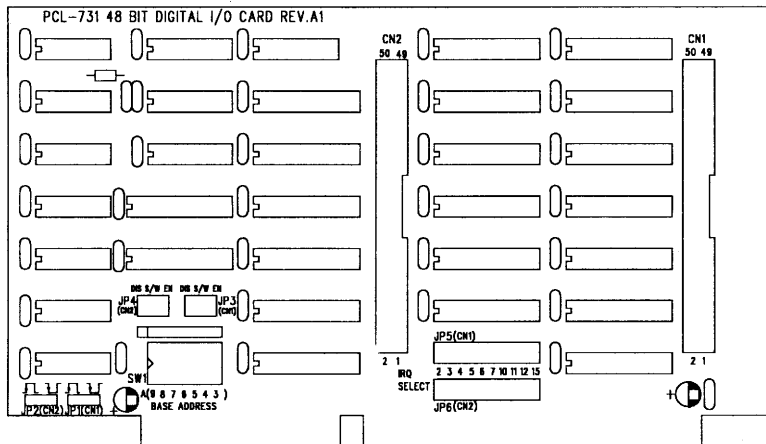 PCL-731 48 BIT DIGITAL I/O CARD REV.A1
CN2
50 49
CN1
50 49
DIS S/W EN DIS S/W EN
JP4
(CN2)
JP3
(CN1)
JP5(CN1)
2 1
2 1
IRQ
SELECT
2 3 4 5 6 7 10 11 12 15
JP6(CN2)
SW1
A(9 8 7 6 5 4 3 )
BASE ADDRESS
JP2(CN2) JP1(CN1)
+
+